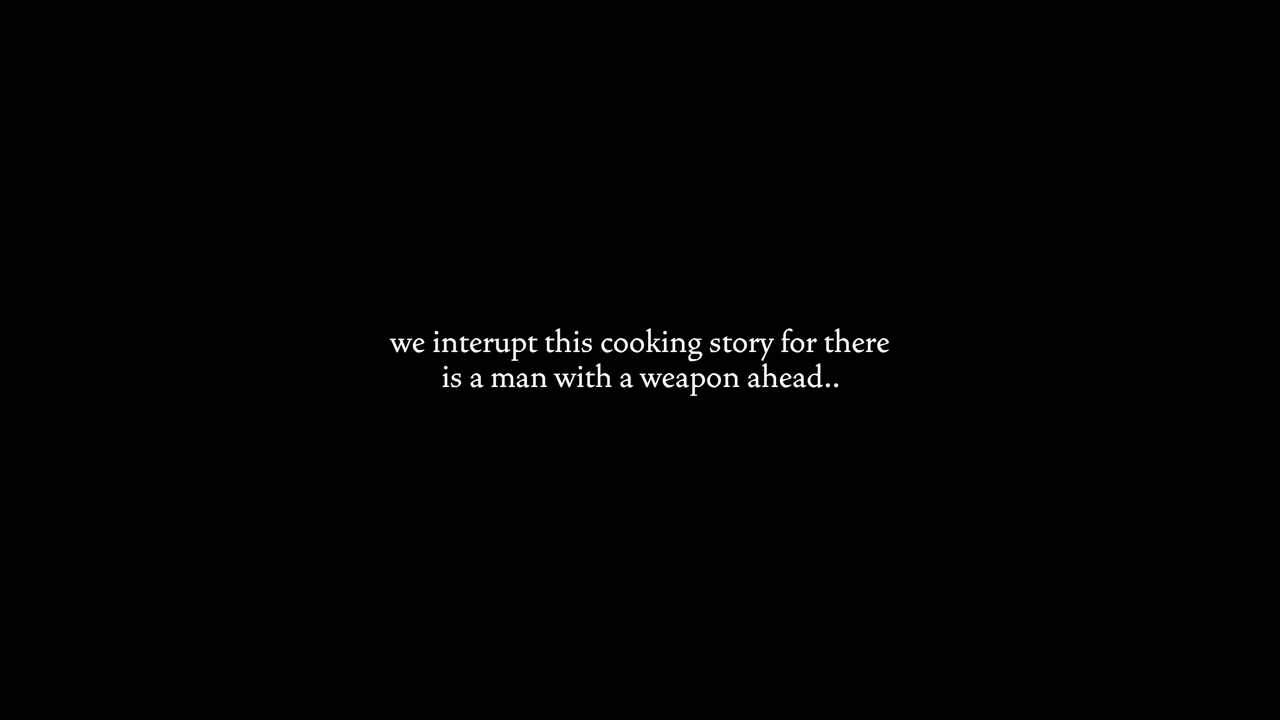 we interupt this cooking story for there
is a man with a weapon ahead..